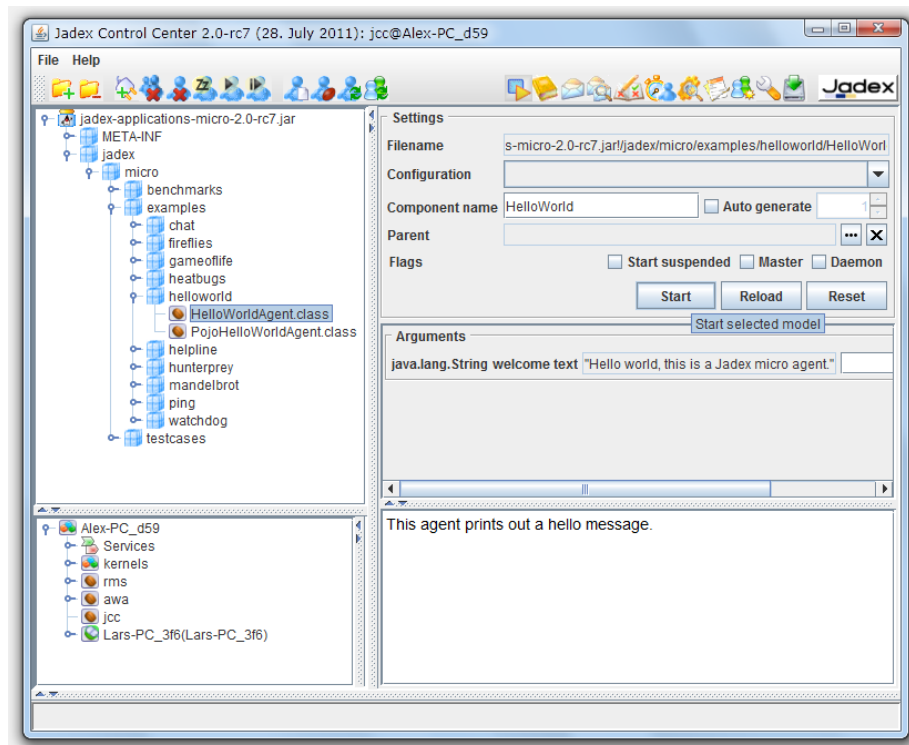 Jadex Control Center 2.0-rc7 (28. July 2011): jcc@Alex-PC_d59
File Help
Jadex
jadex-applications-micro-2.0-rc7.jar
META-INF
jadex
micro
benchmarks
examples
chat
fireflies
gameoflife
heatbugs
helloworld
HelloWorldAgent.class
PojoHelloWorldAgent.class
helpline
hunterprey
mandelbrot
ping
watchdog
testcases
Settings
Filename s-micro-2.0-rc7.jar!/jadex/micro/examples/helloworld/HelloWorl
Configuration
Component name HelloWorld Auto generate 1
Parent ...
Flags Start suspended Master Daemon
Start Reload Reset
Start selected model
Arguments
java.lang.String welcome text "Hello world, this is a Jadex micro agent."
Alex-PC_d59
Services
kernels
rms
awa
jcc
Lars-PC_3f6(Lars-PC_3f6)
This agent prints out a hello message.